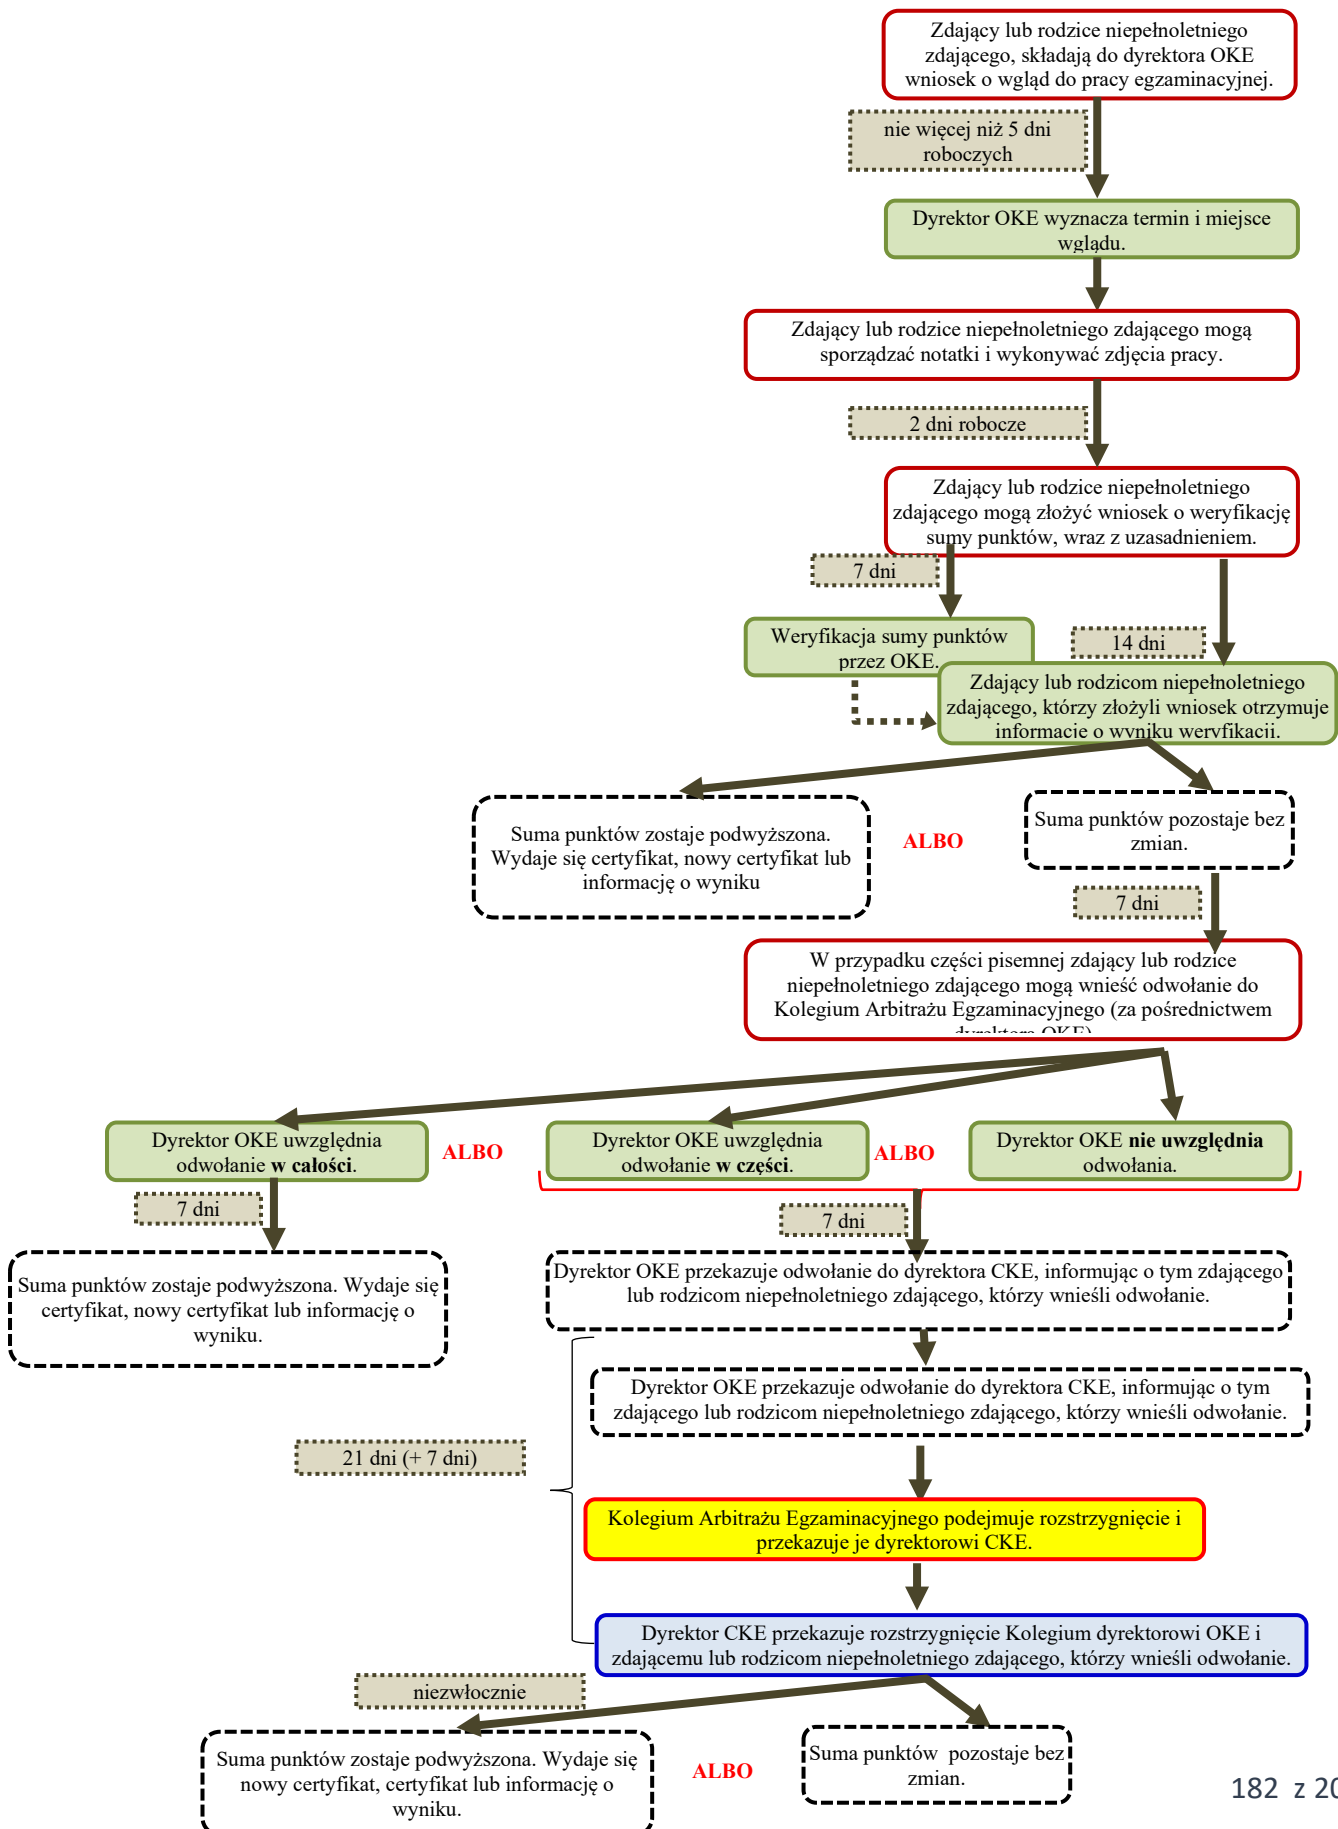 Zdający lub rodzice niepełnoletniego
zdającego, składają do dyrektora OKE
wniosek o wgląd do pracy egzaminacyjnej.
nie więcej niż 5 dni
roboczych
Dyrektor OKE wyznacza termin i miejsce
wglądu.
Zdający lub rodzice niepełnoletniego zdającego mogą
sporządzać notatki i wykonywać zdjęcia pracy.
2 dni robocze
Zdający lub rodzice niepełnoletniego
zdającego mogą złożyć wniosek o weryfikację
sumy punktów, wraz z uzasadnieniem.
7 dni
Weryfikacja sumy punktów
przez OKE.
14 dni
Zdający lub rodzicom niepełnoletniego
zdającego, którzy złożyli wniosek otrzymuje
informacje o wyniku weryfikacji.
Suma punktów zostaje podwyższona.
Wydaje się certyfikat, nowy certyfikat lub
informację o wyniku
ALBO
Suma punktów pozostaje bez
zmian.
7 dni
W przypadku części pisemnej zdający lub rodzice
niepełnoletniego zdającego mogą wnieść odwołanie do
Kolegium Arbitrażu Egzaminacyjnego (za pośrednictwem
dyrektora OKE)
Dyrektor OKE uwzględnia
odwołanie w całości.
ALBO
Dyrektor OKE uwzględnia
odwołanie w części.
ALBO
Dyrektor OKE nie uwzględnia
odwołania.
7 dni
7 dni
Suma punktów zostaje podwyższona. Wydaje się
certyfikat, nowy certyfikat lub informację o
wyniku.
Dyrektor OKE przekazuje odwołanie do dyrektora CKE, informując o tym zdającego
lub rodzicom niepełnoletniego zdającego, którzy wnieśli odwołanie.
Dyrektor OKE przekazuje odwołanie do dyrektora CKE, informując o tym
zdającego lub rodzicom niepełnoletniego zdającego, którzy wnieśli odwołanie.
21 dni (+ 7 dni)
Kolegium Arbitrażu Egzaminacyjnego podejmuje rozstrzygnięcie i
przekazuje je dyrektorowi CKE.
Dyrektor CKE przekazuje rozstrzygnięcie Kolegium dyrektorowi OKE i
zdającemu lub rodzicom niepełnoletniego zdającego, którzy wnieśli odwołanie.
niezwłocznie
Suma punktów zostaje podwyższona. Wydaje się
nowy certyfikat, certyfikat lub informację o
wyniku.
ALBO
Suma punktów pozostaje bez
zmian.
182 z 20